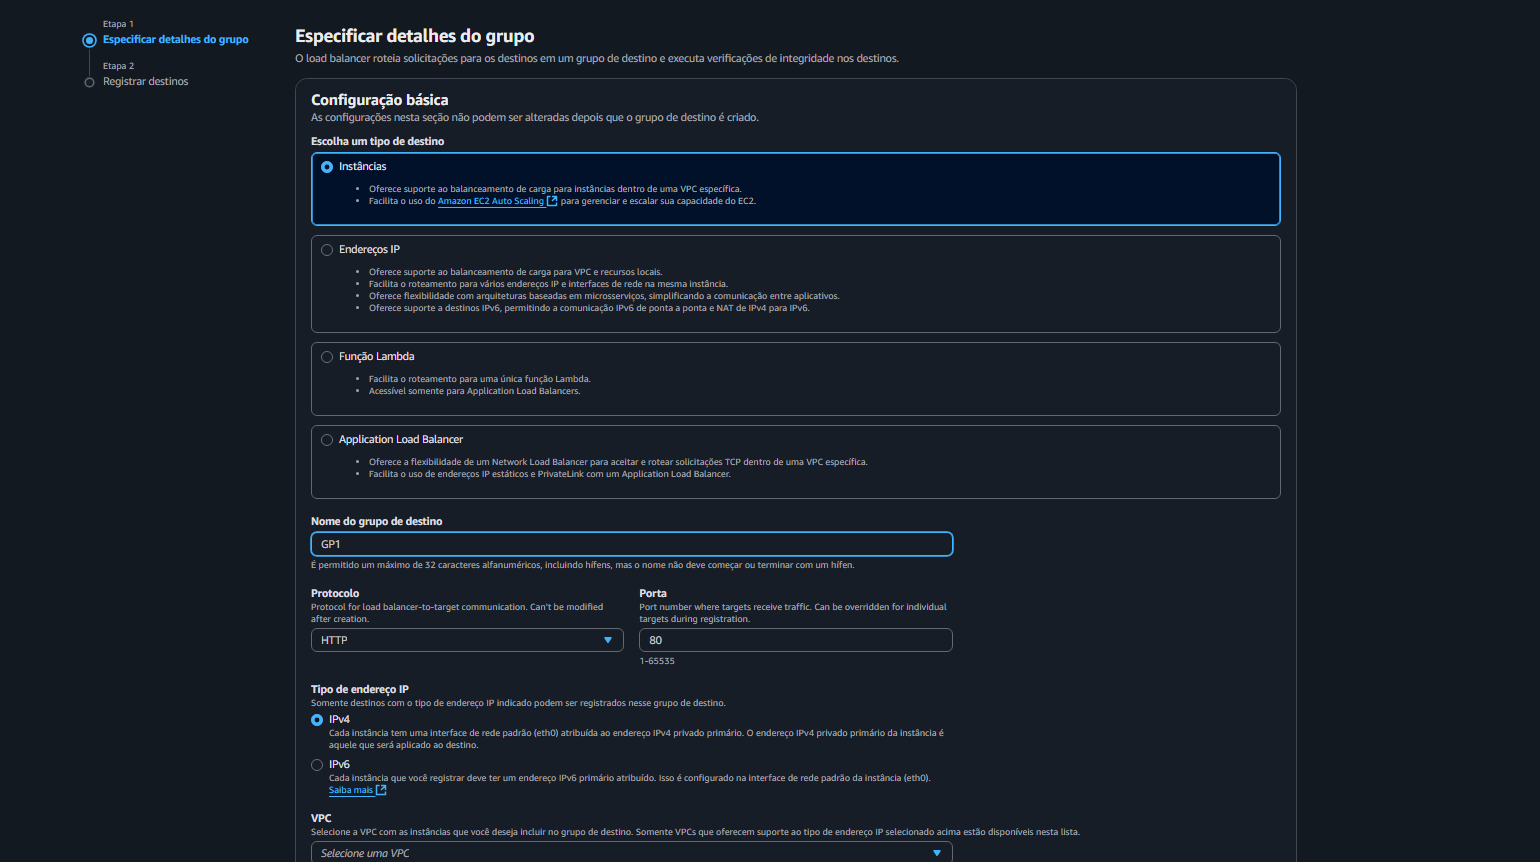 Etapa 1
Especificar detalhes do grupo
Etapa 2
Registrar destinos
Especificar detalhes do grupo
O load balancer roteia solicitações para os destinos em um grupo de destino e executa verificações de integridade nos destinos.
Configuração básica
As configurações nesta seção não podem ser alteradas depois que o grupo de destino é criado.
Escolha um tipo de destino
Instâncias
• Oferece suporte ao balanceamento de carga para instâncias dentro de uma VPC específica.
• Facilita o uso do Amazon EC2 Auto Scaling para gerenciar e escalar sua capacidade do EC2.
Endereços IP
• Oferece suporte ao balanceamento de carga para VPC e recursos locais.
• Facilita o roteamento para vários endereços IP e interfaces de rede na mesma instância.
• Oferece flexibilidade com arquiteturas baseadas em microsserviços, simplificando a comunicação entre aplicativos.
• Oferece suporte a destinos IPv6, permitindo a comunicação IPv6 de ponta a ponta e NAT de IPv4 para IPv6.
Função Lambda
• Facilita o roteamento para uma única função Lambda.
• Acessível somente para Application Load Balancers.
Application Load Balancer
• Oferece a flexibilidade de um Network Load Balancer para aceitar e rotear solicitações TCP dentro de uma VPC específica.
• Facilita o uso de endereços IP estáticos e PrivateLink com um Application Load Balancer.
Nome do grupo de destino
GP1
É permitido um máximo de 32 caracteres alfanuméricos, incluindo hífens, mas o nome não deve começar ou terminar com um hífen.
Protocolo
Protocol for load balancer-to-target communication. Can't be modified
after creation.
HTTP
Porta
Port number where targets receive traffic. Can be overridden for individual
targets during registration.
80
1-65535
Tipo de endereço IP
Somente destinos com o tipo de endereço IP indicado podem ser registrados nesse grupo de destino.
IPv4
Cada instância tem uma interface de rede padrão (eth0) atribuída ao endereço IPv4 privado primário. O endereço IPv4 privado primário da instância é
aquele que será aplicado ao destino.
IPv6
Cada instância que você registrar deve ter um endereço IPv6 primário atribuído. Isso é configurado na interface de rede padrão da instância (eth0).
Saiba mais
VPC
Selecione a VPC com as instâncias que você deseja incluir no grupo de destino. Somente VPCs que oferecem suporte ao tipo de endereço IP selecionado acima estão disponíveis nesta lista.
Selecione uma VPC